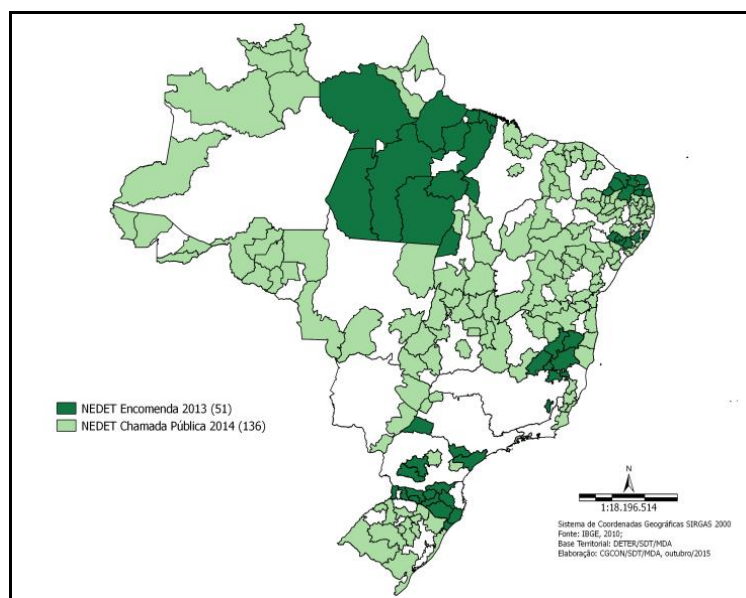 NEDET Encomenda 2013 (51)
NEDET Chamada Pública 2014 (136)
N
1:18.196.514
Sistema de Coordenadas Geográficas SIRGAS 2000
Fonte: IBGE, 2010;
Base Territorial: DETER/SDT/MDA
Elaboração: CGCON/SDT/MDA, outubro/2015